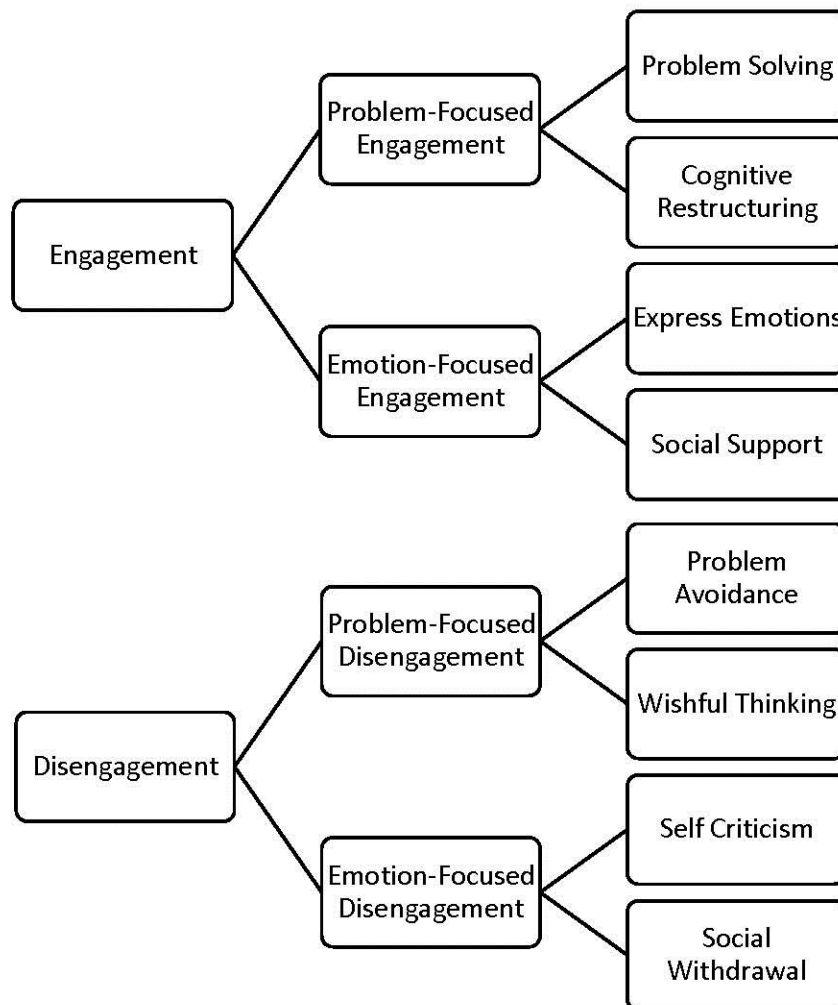 Problem Solving
Problem-Focused
Engagement
Cognitive
Restructuring
Engagement
Express Emotions
Emotion-Focused
Engagement
Social Support
Problem
Avoidance
Problem-Focused
Disengagement
Wishful Thinking
Disengagement
Self Criticism
Emotion-Focused
Disengagement
Social
Withdrawal